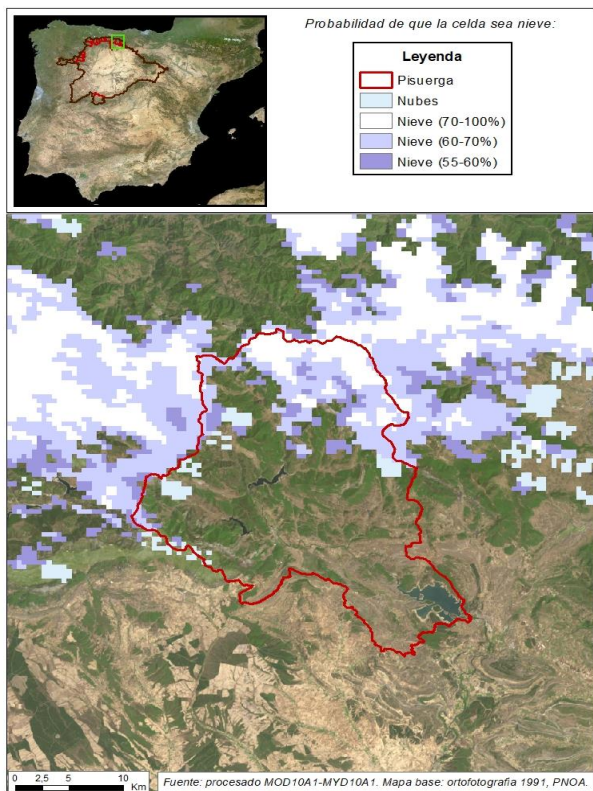 Probabilidad de que la celda sea nieve:
Leyenda
Pisuerga
Nubes
Nieve (70-100%)
Nieve (60-70%)
Nieve (55-60%)
0 2,5 5 10
Km
Fuente: procesado MOD10A1-MYD10A1. Mapa base: ortofotografía 1991, PNOA.